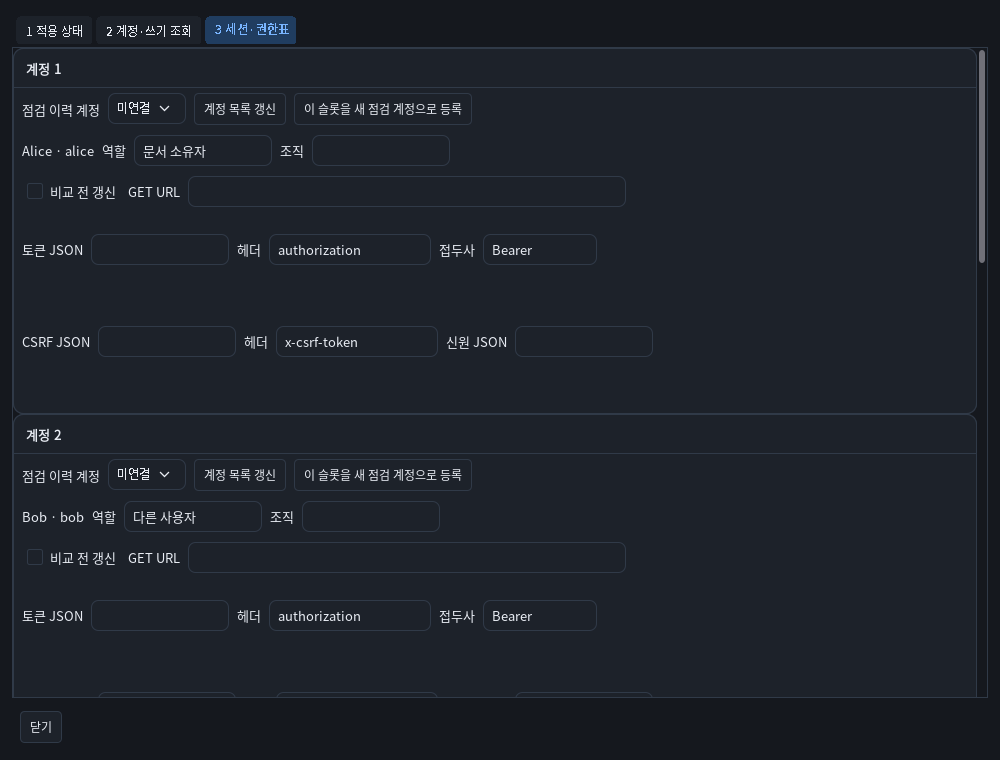 1 적용 상태 2 계정·쓰기 조회 3 세션·권한표
계정 1
점검 이력 계정 미연결 계정 목록 갱신 이 슬롯을 새 점검 계정으로 등록
Alice · alice 역할 문서 소유자 조직
비교 전 갱신 GET URL
토큰 JSON 헤더 authorization 접두사 Bearer
CSRF JSON 헤더 x-csrf-token 신원 JSON
계정 2
점검 이력 계정 미연결 계정 목록 갱신 이 슬롯을 새 점검 계정으로 등록
Bob · bob 역할 다른 사용자 조직
비교 전 갱신 GET URL
토큰 JSON 헤더 authorization 접두사 Bearer
닫기